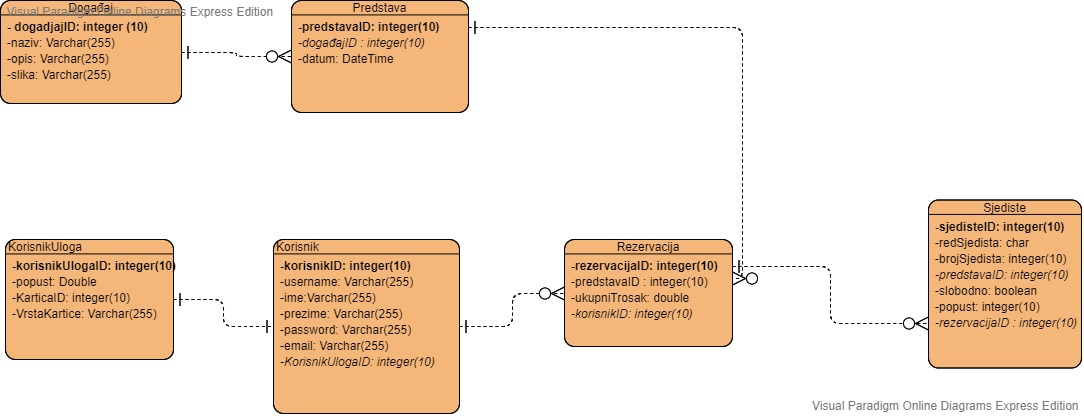 Visual Paradigm Online Diagrams Express Edition
Događaj
- dogadjajID: integer (10)
-naziv: Varchar(255)
-opis: Varchar(255)
-slika: Varchar(255)
Predstava
-predstavaID: integer(10)
-događajID : integer(10)
-datum: DateTime
KorisnikUloga
-korisnikUlogaID: integer(10)
-popust: Double
-KarticaID: integer(10)
-VrstaKartice: Varchar(255)
Korisnik
-korisnikID: integer(10)
-username: Varchar(255)
-ime:Varchar(255)
-prezime: Varchar(255)
-password: Varchar(255)
-email: Varchar(255)
-KorisnikUlogaID: integer(10)
Rezervacija
-rezervacijaID: integer(10)
-predstavaID : integer(10)
-ukupniTrosak: double
-korisnikID: integer(10)
Sjediste
-sjedisteID: integer(10)
-redSjedista: char
-brojSjedista: integer(10)
-predstavaID: integer(10)
-slobodno: boolean
-popust: integer(10)
-rezervacijaID : integer(10)
Visual Paradigm Online Diagrams Express Edition